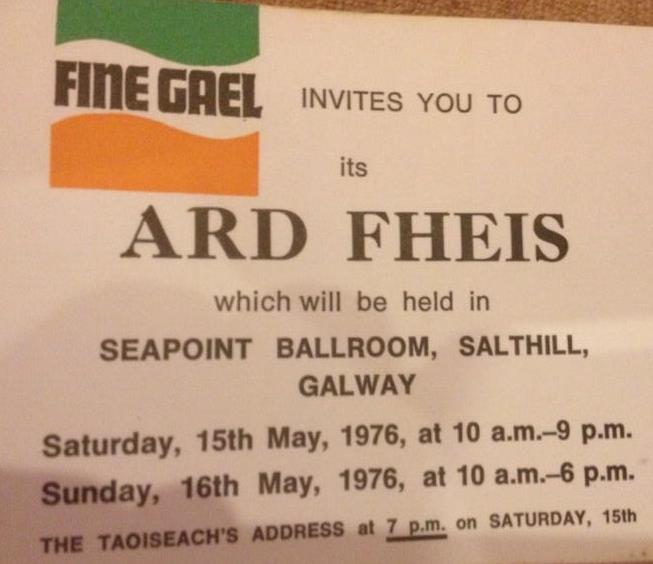 FINE GAEL
INVITES YOU TO
its
ARD FHEIS
which will be held in
SEAPOINT BALLROOM, SALTHILL,
GALWAY
Saturday, 15th May, 1976, at 10 a.m.–9 p.m.
Sunday, 16th May, 1976, at 10 a.m.–6 p.m.
THE TAOISEACH'S ADDRESS at 7 p.m. on SATURDAY, 15th